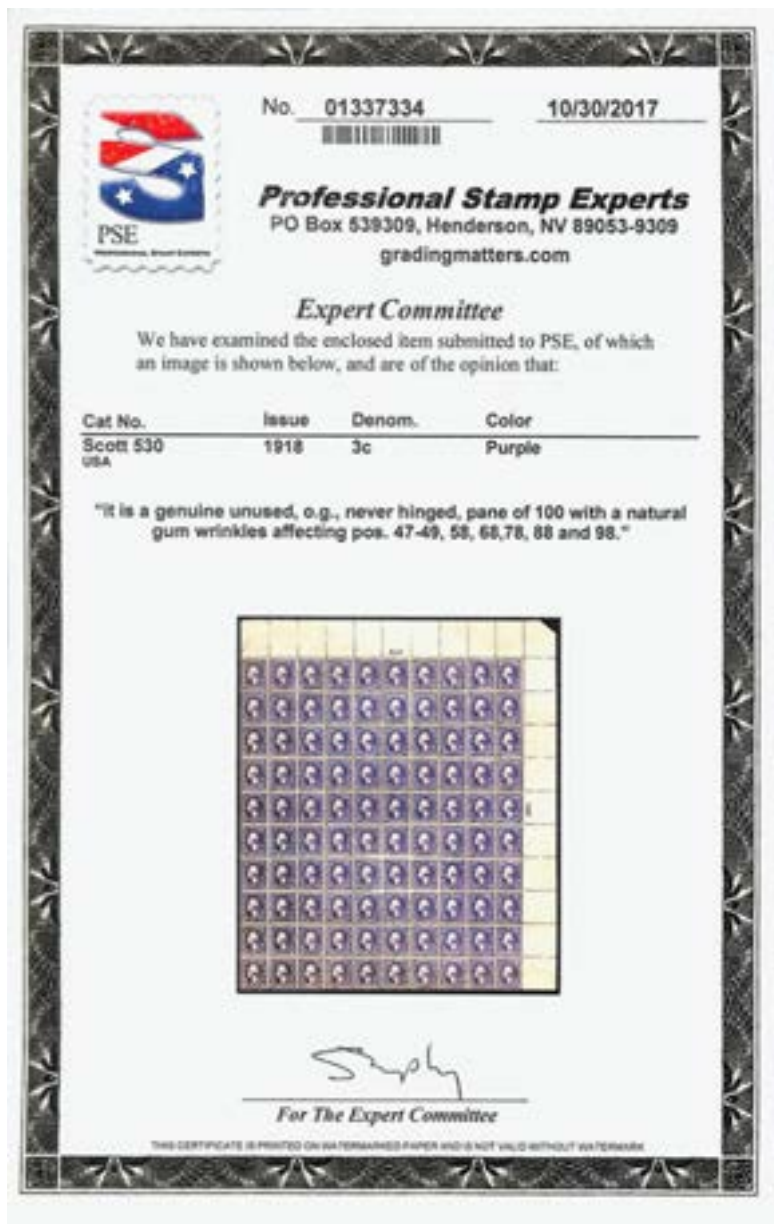 No. 01337334 10/30/2017
PSE
Professional Stamp Experts
PO Box 539309, Henderson, NV 89053-9309
gradingmatters.com
Expert Committee
We have examined the enclosed item submitted to PSE, of which
an image is shown below, and are of the opinion that:
Cat No. Issue Denom. Color
Scott 530 1918 3c Purple
USA
"it is a genuine unused, o.g., never hinged, pane of 100 with a natural
gum wrinkles affecting pos. 47-49, 58, 68,78, 88 and 98."
For The Expert Committee
THIS CERTIFICATE IS PRINTED ON WATERMARKED PAPER AND IS NOT VALID WITHOUT WATERMARK